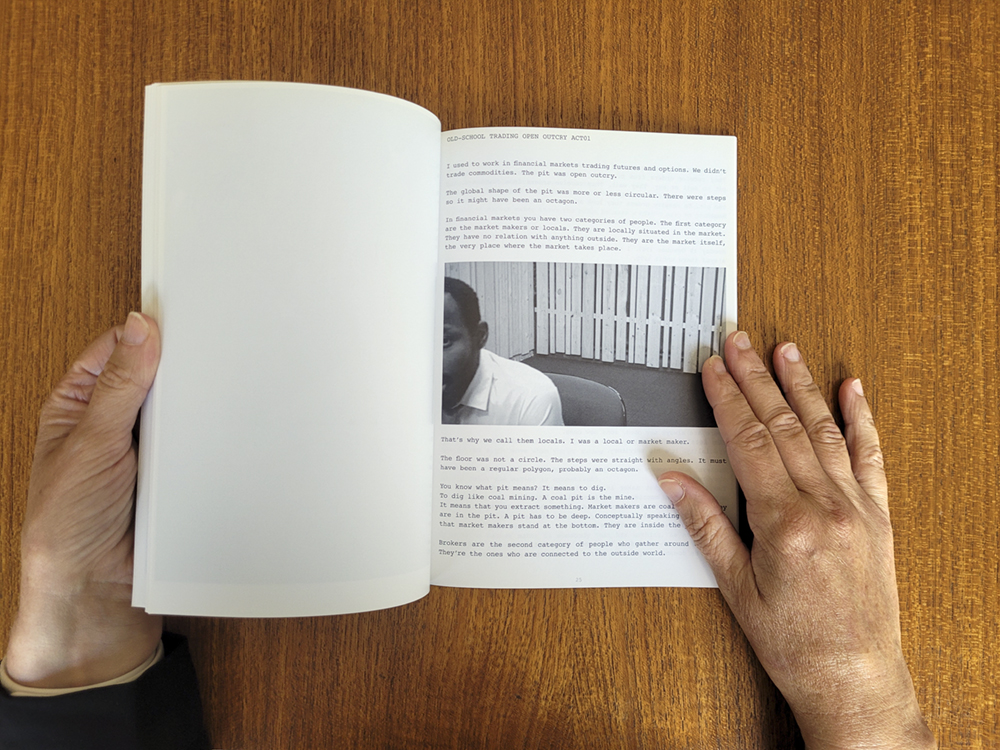 OLD-SCHOOL TRADING OPEN OUTCRY ACT01
I used to work in financial markets trading futures and options. We didn't
trade commodities. The pit was open outcry.
The global shape of the pit was more or less circular. There were steps
so it might have been an octagon.
In financial markets you have two categories of people. The first category
are the market makers or locals. They are locally situated in the market.
They have no relation with anything outside. They are the market itself,
the very place where the market takes place.
That's why we call them locals. I was a local or market maker.
The floor was not a circle. The steps were straight with angles. It must
have been a regular polygon, probably an octagon.
You know what pit means? It means to dig.
To dig like coal mining. A coal pit is the mine.
It means that you extract something. Market makers are coal
are in the pit. A pit has to be deep. Conceptually speaking
that market makers stand at the bottom. They are inside the
Brokers are the second category of people who gather around
They're the ones who are connected to the outside world.